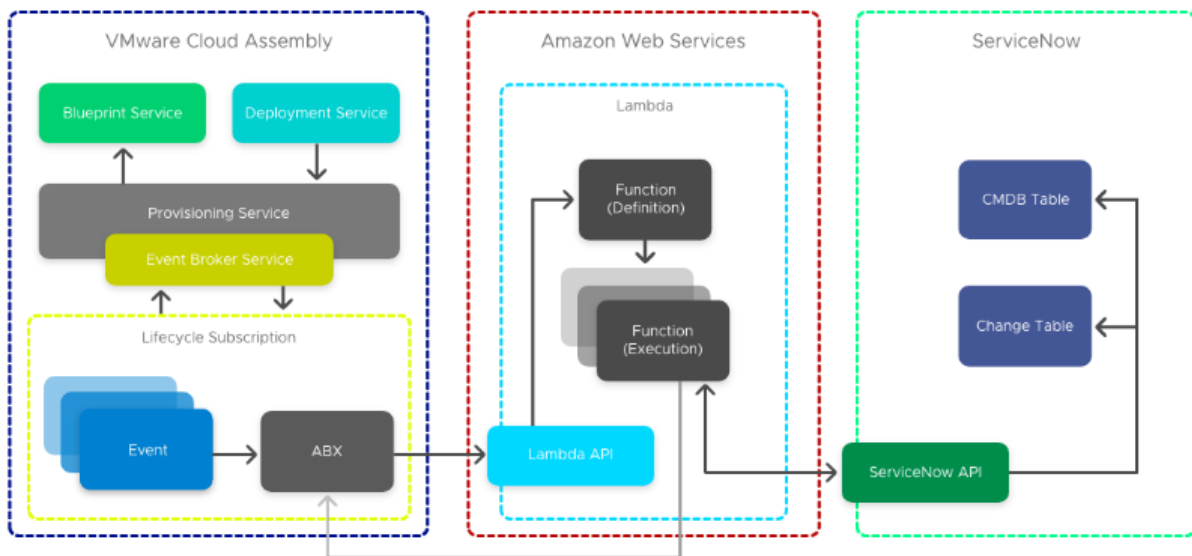 VMware Cloud Assembly
Blueprint Service
Deployment Service
Provisioning Service
Event Broker Service
Lifecycle Subscription
Event
ABX
Amazon Web Services
Lambda
Function
(Definition)
Function
(Execution)
Lambda API
ServiceNow
CMDB Table
Change Table
ServiceNow API